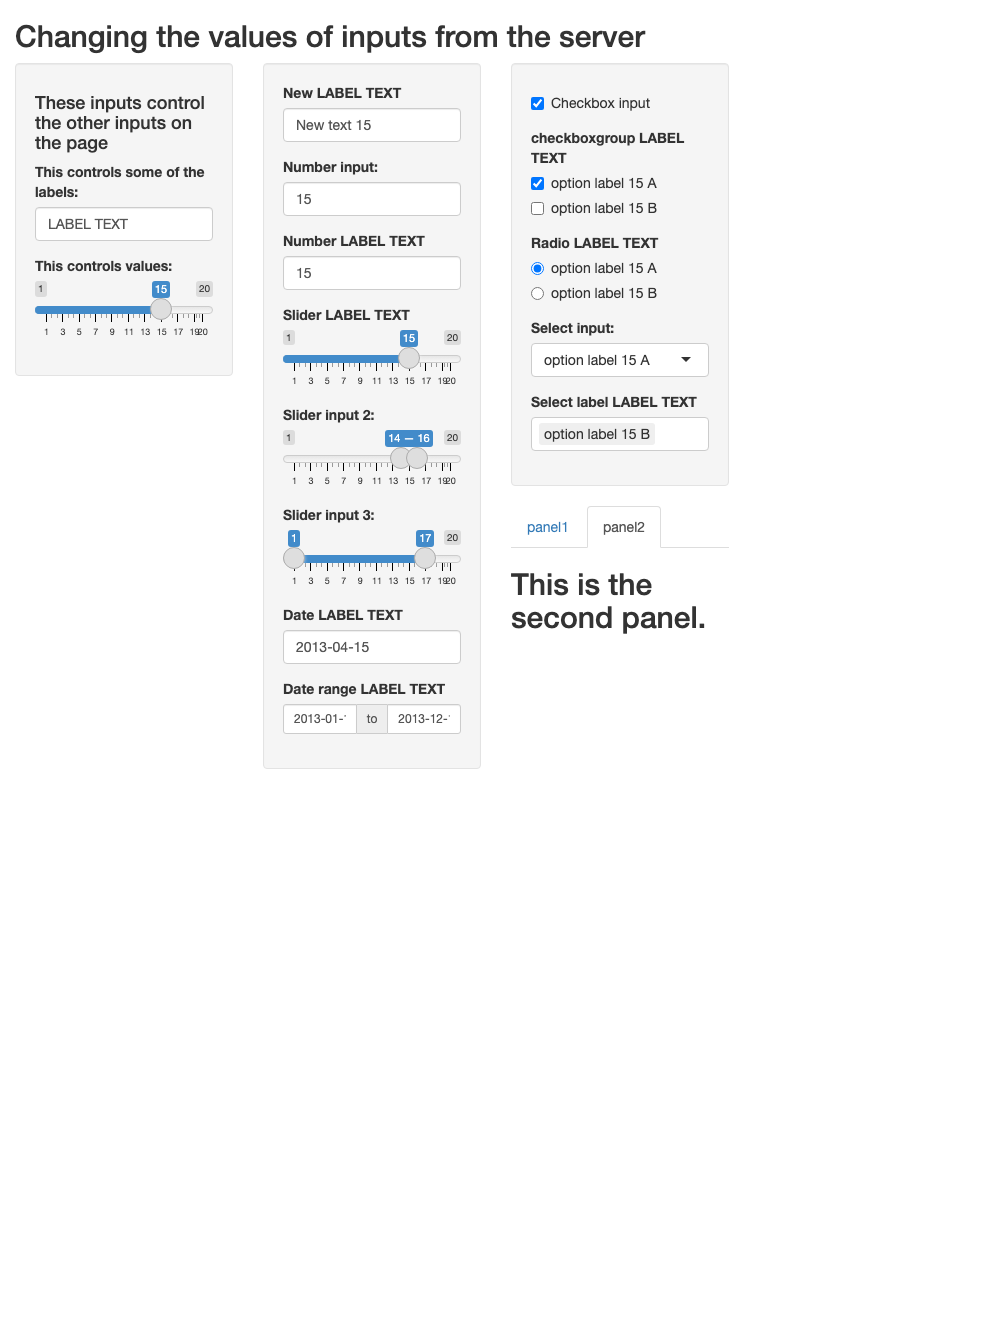 Changing the values of inputs from the server
These inputs control
the other inputs on
the page
This controls some of the
labels:
LABEL TEXT
This controls values:
1 15 20
1 3 5 7 9 11 13 15 17 19 20
New LABEL TEXT
New text 15
Number input:
15
Number LABEL TEXT
15
Slider LABEL TEXT
1 15 20
1 3 5 7 9 11 13 15 17 19 20
Slider input 2:
1 14 — 16 20
1 3 5 7 9 11 13 15 17 19 20
Slider input 3:
1 17 20
1 3 5 7 9 11 13 15 17 19 20
Date LABEL TEXT
2013-04-15
Date range LABEL TEXT
2013-01- to 2013-12-
Checkbox input
checkboxgroup LABEL
TEXT
option label 15 A
option label 15 B
Radio LABEL TEXT
option label 15 A
option label 15 B
Select input:
option label 15 A
Select label LABEL TEXT
option label 15 B
panel1 panel2
This is the
second panel.